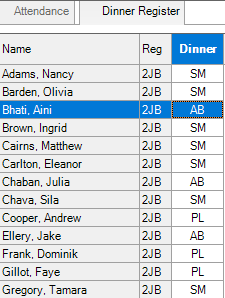 Attendance Dinner Register
Name Reg Dinner
Adams, Nancy 2JB SM
Barden, Olivia 2JB SM
Bhati, Aini 2JB AB
Brown, Ingrid 2JB SM
Cairns, Matthew 2JB SM
Carlton, Eleanor 2JB SM
Chaban, Julia 2JB AB
Chava, Sila 2JB SM
Cooper, Andrew 2JB PL
Ellery, Jake 2JB AB
Frank, Dominik 2JB PL
Gillot, Faye 2JB PL
Gregory, Tamara 2JB SM